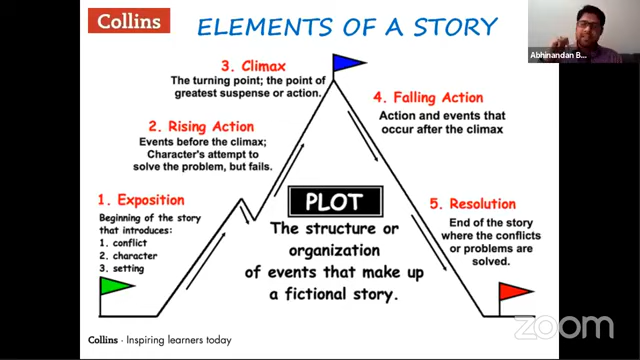 Collins
ELEMENTS OF A STORY
Abhinandan B...
3. Climax
The turning point; the point of
greatest suspense or action.
2. Rising Action
Events before the climax;
Character's attempt to
solve the problem, but fails.
4. Falling Action
Action and events that
occur after the climax
1. Exposition
Beginning of the story
that introduces:
1. conflict
2. character
3. setting
PLOT
The structure or
organization
of events that make up
a fictional story.
5. Resolution
End of the story
where the conflicts
or problems are
solved.
zoom
Collins · Inspiring learners today